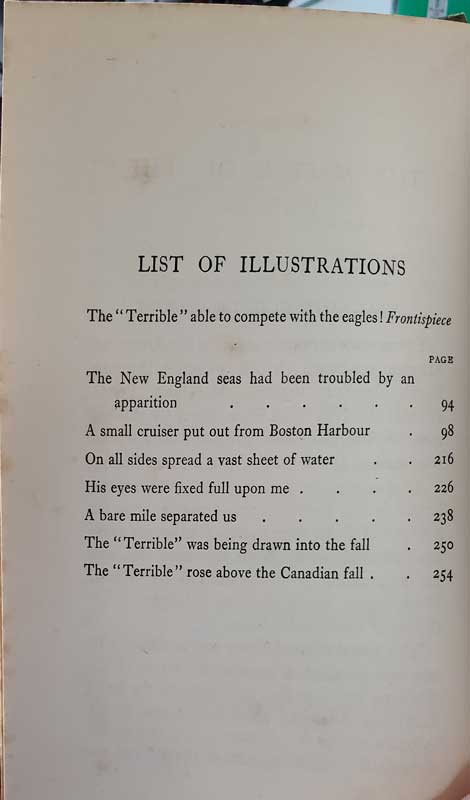 LIST OF ILLUSTRATIONS
The "Terrible" able to compete with the eagles! Frontispiece
PAGE
The New England seas had been troubled by an
apparition . . . . . . 94
A small cruiser put out from Boston Harbour . 98
On all sides spread a vast sheet of water . . 216
His eyes were fixed full upon me . . . . 226
A bare mile separated us . . . . . 238
The "Terrible" was being drawn into the fall . 250
The "Terrible" rose above the Canadian fall . . 254